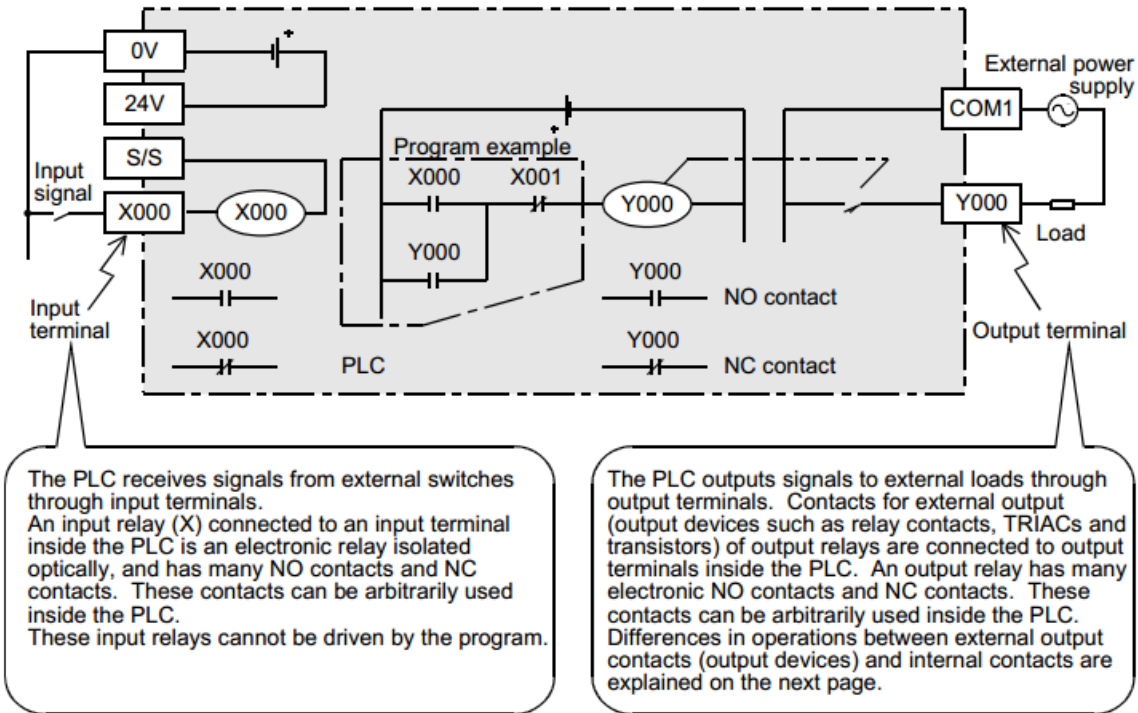 0V
24V
S/S
Input
signal
X000
X000
Program example
X000
X001
Y000
Y000
External power
supply
COM1
Y000
Load
X000
Y000
NO contact
Input
terminal
X000
PLC
Y000
NC contact
Output terminal
The PLC receives signals from external switches
through input terminals.
An input relay (X) connected to an input terminal
inside the PLC is an electronic relay isolated
optically, and has many NO contacts and NC
contacts. These contacts can be arbitrarily used
inside the PLC.
These input relays cannot be driven by the program.
The PLC outputs signals to external loads through
output terminals. Contacts for external output
(output devices such as relay contacts, TRIACs and
transistors) of output relays are connected to output
terminals inside the PLC. An output relay has many
electronic NO contacts and NC contacts. These
contacts can be arbitrarily used inside the PLC.
Differences in operations between external output
contacts (output devices) and internal contacts are
explained on the next page.